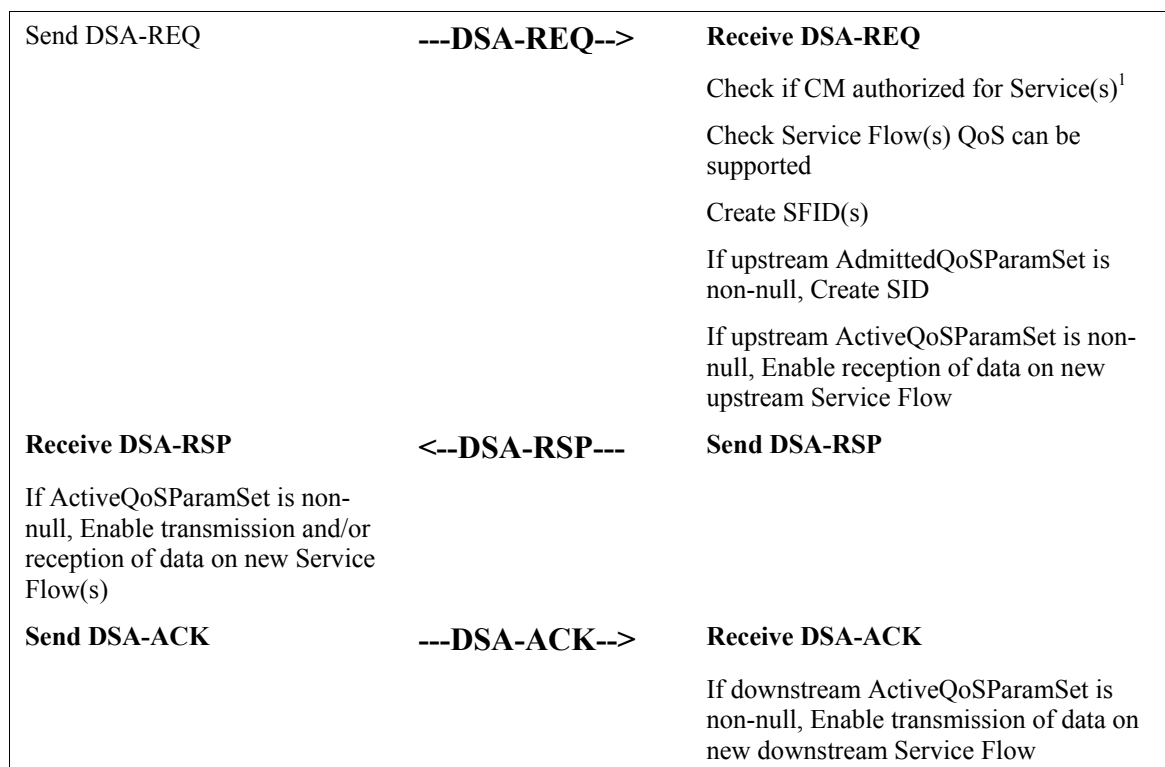 Send DSA-REQ ---DSA-REQ--> Receive DSA-REQ
Check if CM authorized for Service(s)1
Check Service Flow(s) QoS can be
supported
Create SFID(s)
If upstream AdmittedQoSParamSet is
non-null, Create SID
If upstream ActiveQoSParamSet is non-
null, Enable reception of data on new
upstream Service Flow
Receive DSA-RSP <--DSA-RSP--- Send DSA-RSP
If ActiveQoSParamSet is non-
null, Enable transmission and/or
reception of data on new Service
Flow(s)
Send DSA-ACK ---DSA-ACK--> Receive DSA-ACK
If downstream ActiveQoSParamSet is
non-null, Enable transmission of data on
new downstream Service Flow